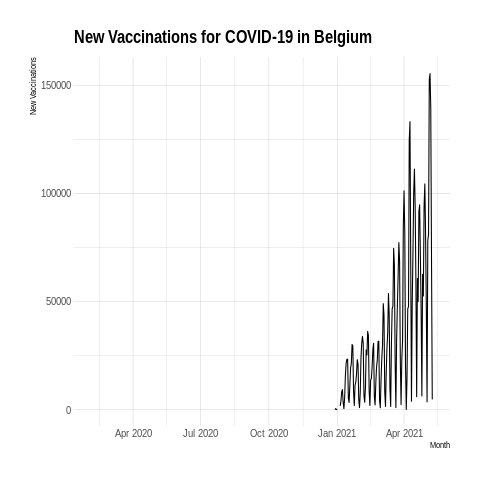 New Vaccinations for COVID-19 in Belgium
New Vaccinations
150000
100000
50000
0
Apr 2020 Jul 2020 Oct 2020 Jan 2021 Apr 2021
Month